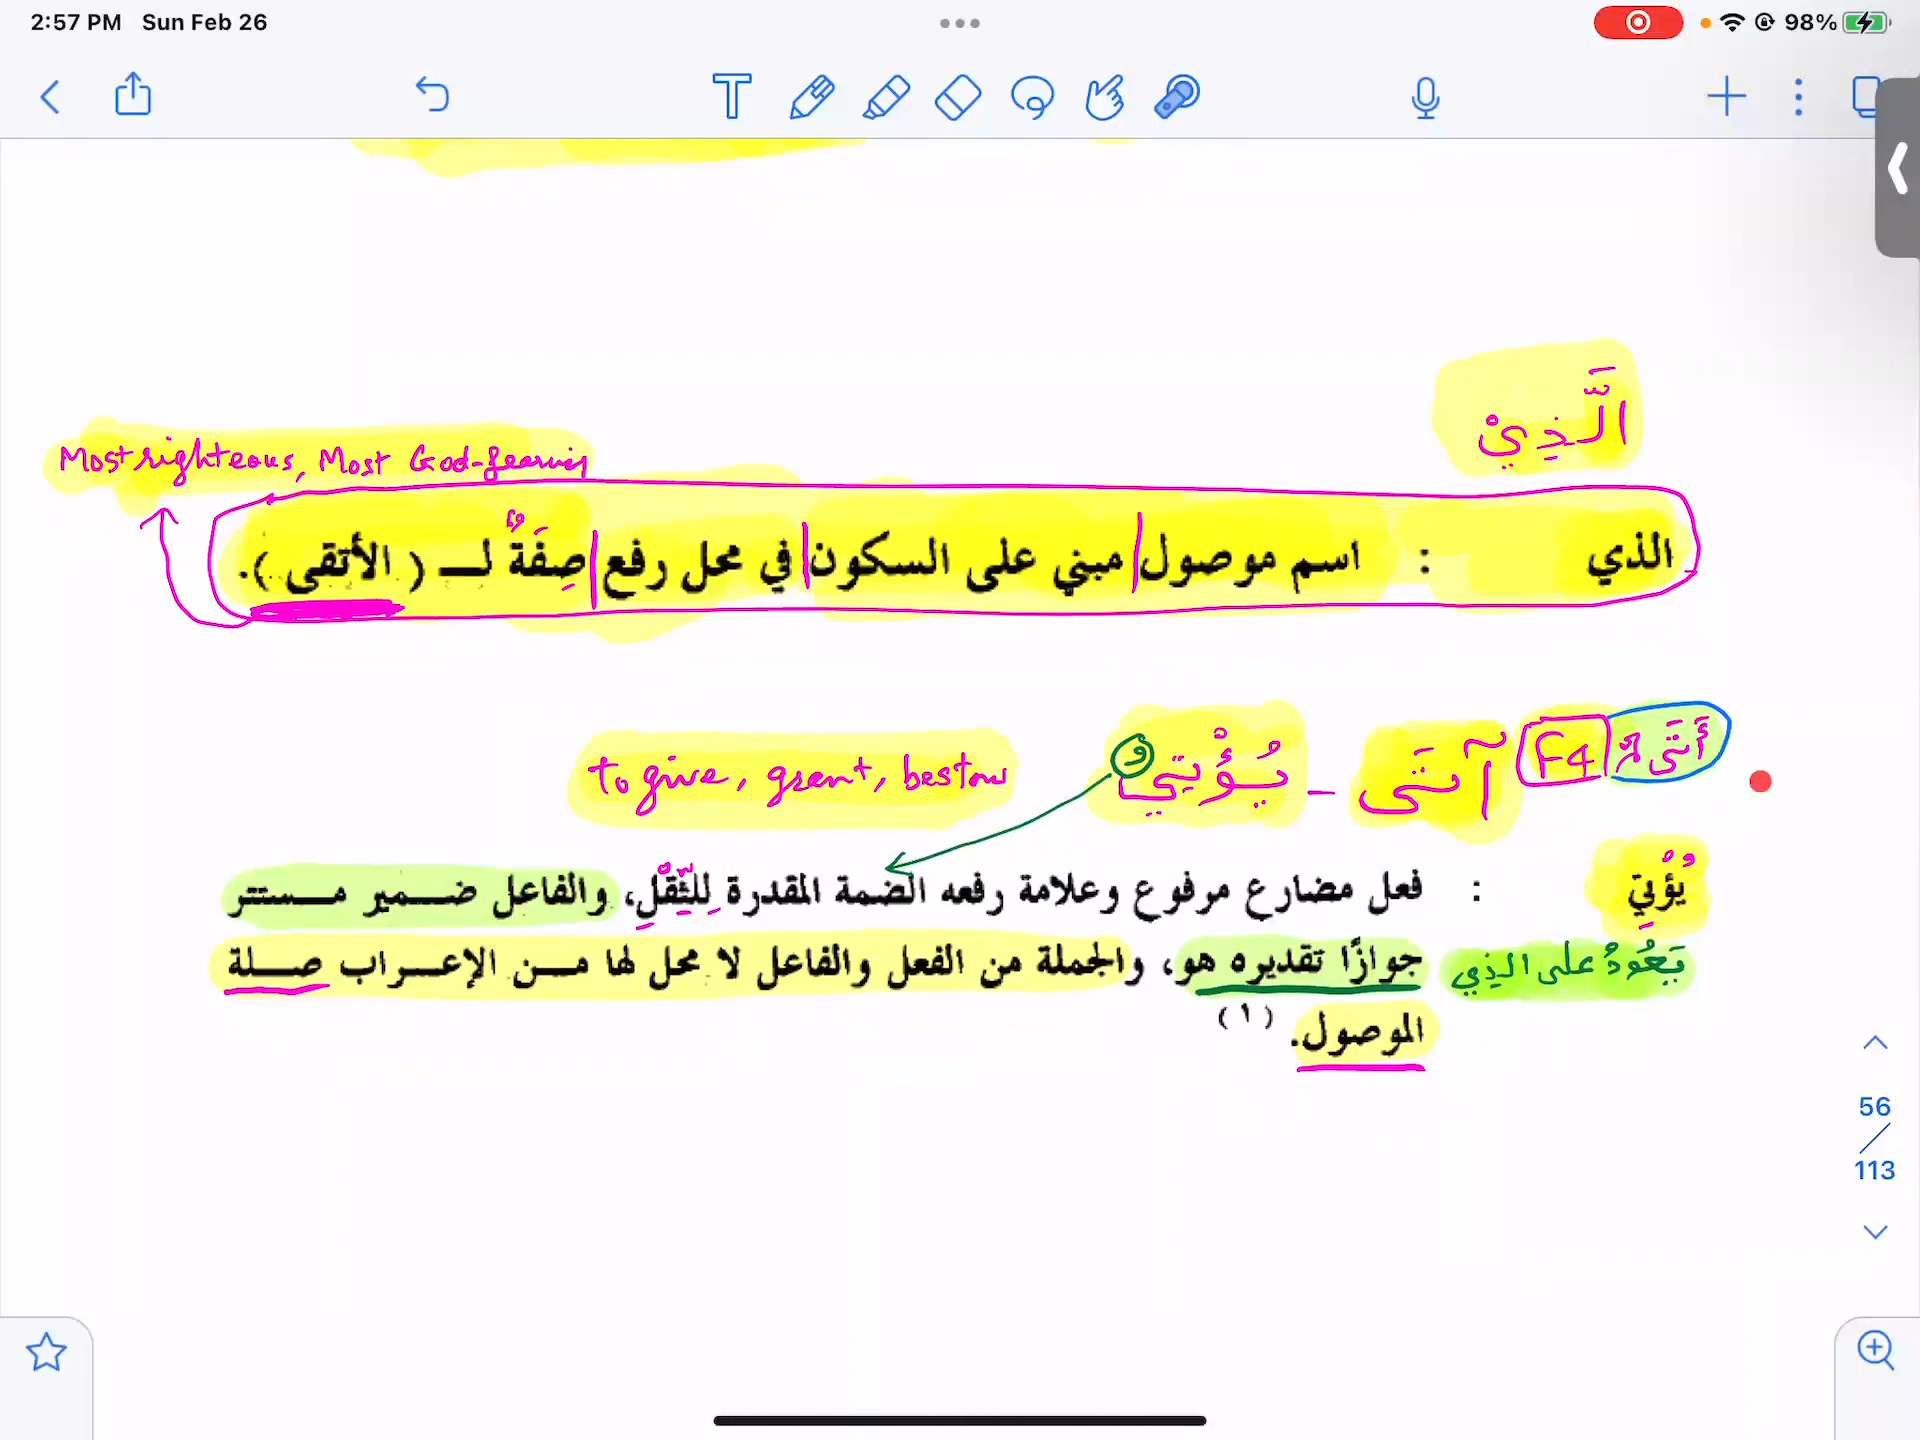 2:57 PM Sun Feb 26
98%
الَّذِيْ
Most righteous, Most God-fearing
الذي : اسم موصول مبني على السكون في محل رفع صِفَةٌ لـ ( الأتقى ).
أَتَى F4 آتَى - يُؤْتِي to give, grant, bestow
يُؤْتِي : فعل مضارع مرفوع وعلامة رفعه الضمة المقدرة لِلثِّقْلِ، والفاعل ضمير مستتر
يَعُودُ على الذِي جوازًا تقديره هو، والجملة من الفعل والفاعل لا محل لها من الإعراب صلة
الموصول. (١)
56
113